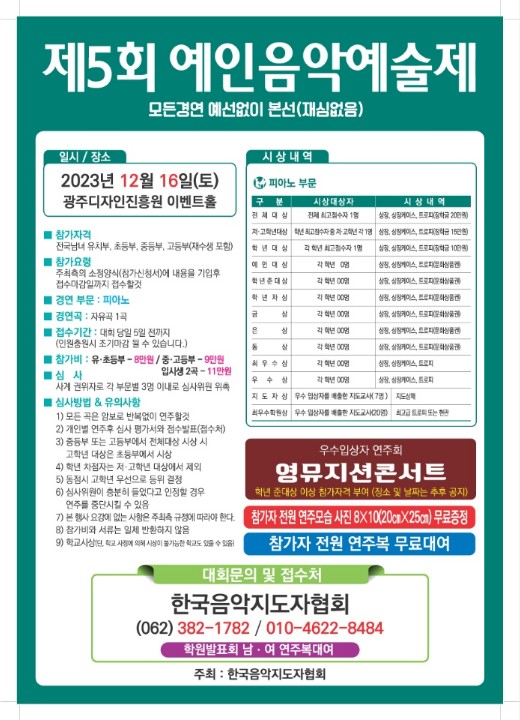 제5회 예인음악예술제
모든경연 예선없이 본선(재심없음)
일시 / 장소
2023년 12월 16일(토)
광주디자인진흥원 이벤트홀
■ 참가자격
전국남녀 유치부, 초등부, 중등부, 고등부(재수생 포함)
■ 참가요령
주최측의 소정양식(참가신청서)에 내용을 기입후
접수마감일까지 접수할것
■ 경연 부문 : 피아노
■ 경연곡 : 자유곡 1곡
■ 접수기간 : 대회 당일 5일 전까지
(인원충원시 조기마감 될 수 있습니다.)
■ 참가비 : 유·초등부 - 8만원 / 중·고등부 - 9만원
입시생 2곡 - 11만원
■ 심 사
사계 권위자로 각 부문별 3명 이내로 심사위원 위촉
■ 심사방법 & 유의사항
1) 모든 곡은 암보로 반복없이 연주할것
2) 개인별 연주후 심사 평가서와 점수발표(접수처)
3) 중등부 또는 고등부에서 전체대상 시상 시
고학년 대상은 초등부에서 시상
4) 학년 차점자는 저·고학년 대상에서 제외
5) 동점시 고학년 우선으로 등위 결정
6) 심사위원이 충분히 들었다고 인정할 경우
연주를 중단시킬 수 있음
7) 본 행사 요강에 없는 사항은 주최측 규정에 따라야 한다.
8) 참가비와 서류는 일체 반환하지 않음
9) 학교시상(단, 학교 사정에 의해 시상이 불가능한 학교도 있을 수 있음)
시상내역
피아노 부문
구 분 시상대상자 시 상 내 역
전 체 대 상 전체 최고점수자 1명 상장, 상장케이스, 트로피(장학금 20만원)
저·고학년대상 학년 최고점수자 중 저·고학년 각 1명 상장, 상장케이스, 트로피(장학금 15만원)
학 년 대 상 각 학년 최고점수자 1명 상장, 상장케이스, 트로피(장학금 10만원)
예 인 대 상 각 학년 0명 상장, 상장케이스, 트로피(문화상품권)
학년준대상 각 학년 00명 상장, 상장케이스, 트로피(문화상품권)
학 년 차 상 각 학년 00명 상장, 상장케이스, 트로피(문화상품권)
금 상 각 학년 00명 상장, 상장케이스, 트로피(문화상품권)
은 상 각 학년 00명 상장, 상장케이스, 트로피(문화상품권)
동 상 각 학년 00명 상장, 상장케이스, 트로피(문화상품권)
최 우 수 상 각 학년 00명 상장, 상장케이스, 트로피
우 수 상 각 학년 00명 상장, 상장케이스, 트로피
지 도 자 상 우수 입상자를 배출한 지도교사(7명) 지도상패
최우수학원상 우수 입상자를 배출한 지도교사(20명) 최고급 트로피 또는 현판
우수입상자 연주회
영뮤지션콘서트
학년 준대상 이상 참가자격 부여 (장소 및 날짜는 추후 공지)
참가자 전원 연주모습 사진 8×10(20cm×25cm) 무료증정
참가자 전원 연주복 무료대여
대회문의 및 접수처
한국음악지도자협회
(062) 382-1782 / 010-4622-8484
학원발표회 남·여 연주복대여
주최 : 한국음악지도자협회